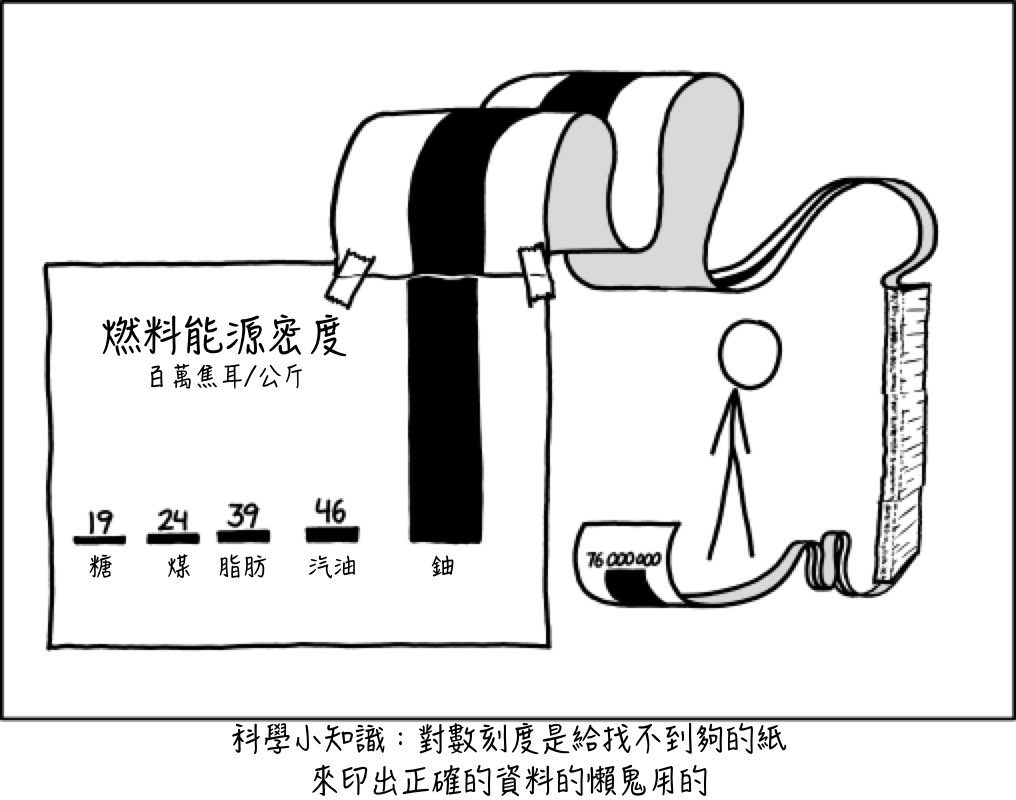 燃料能源密度
百萬焦耳/公斤
19 24 39 46
糖 煤 脂肪 汽油 鈾
76 000 000
科學小知識：對數刻度是給找不到夠的紙
來印出正確的資料的懶鬼用的